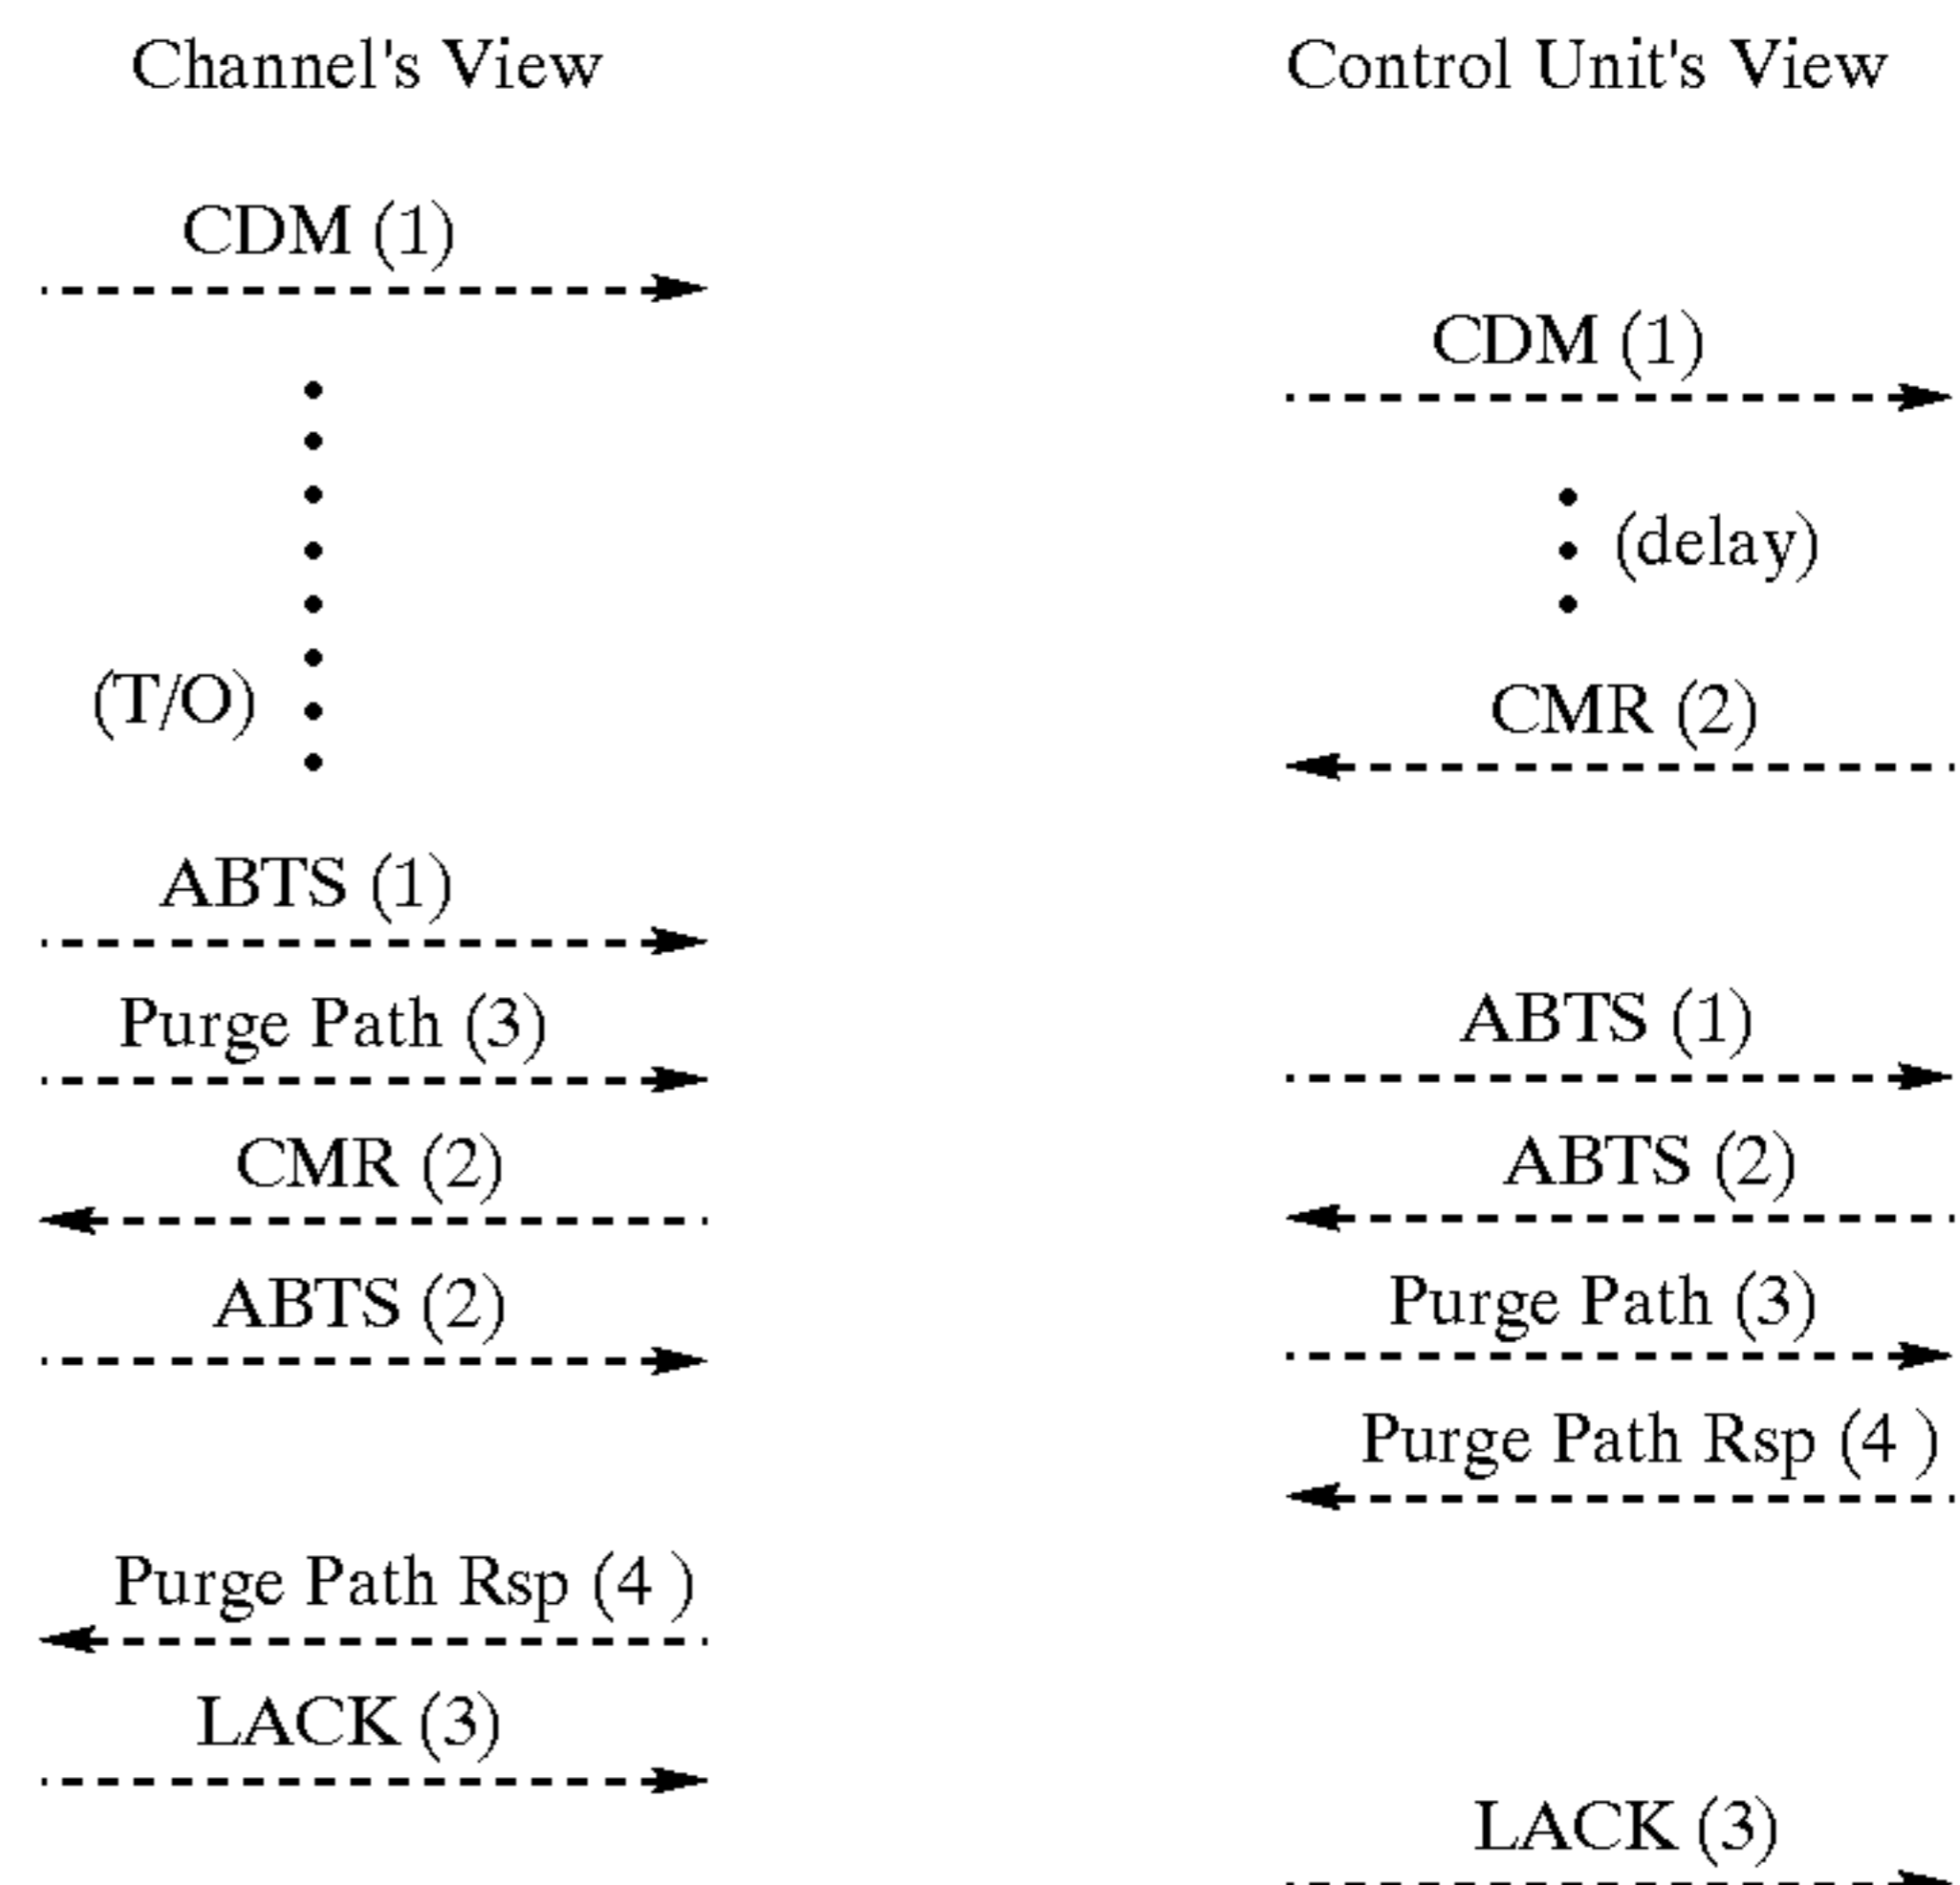 Channel's View
CDM (1)
(T/O)
ABTS (1)
Purge Path (3)
CMR (2)
ABTS (2)
Purge Path Rsp (4 )
LACK (3)
Control Unit's View
CDM (1)
(delay)
CMR (2)
ABTS (1)
ABTS (2)
Purge Path (3)
Purge Path Rsp (4 )
LACK (3)